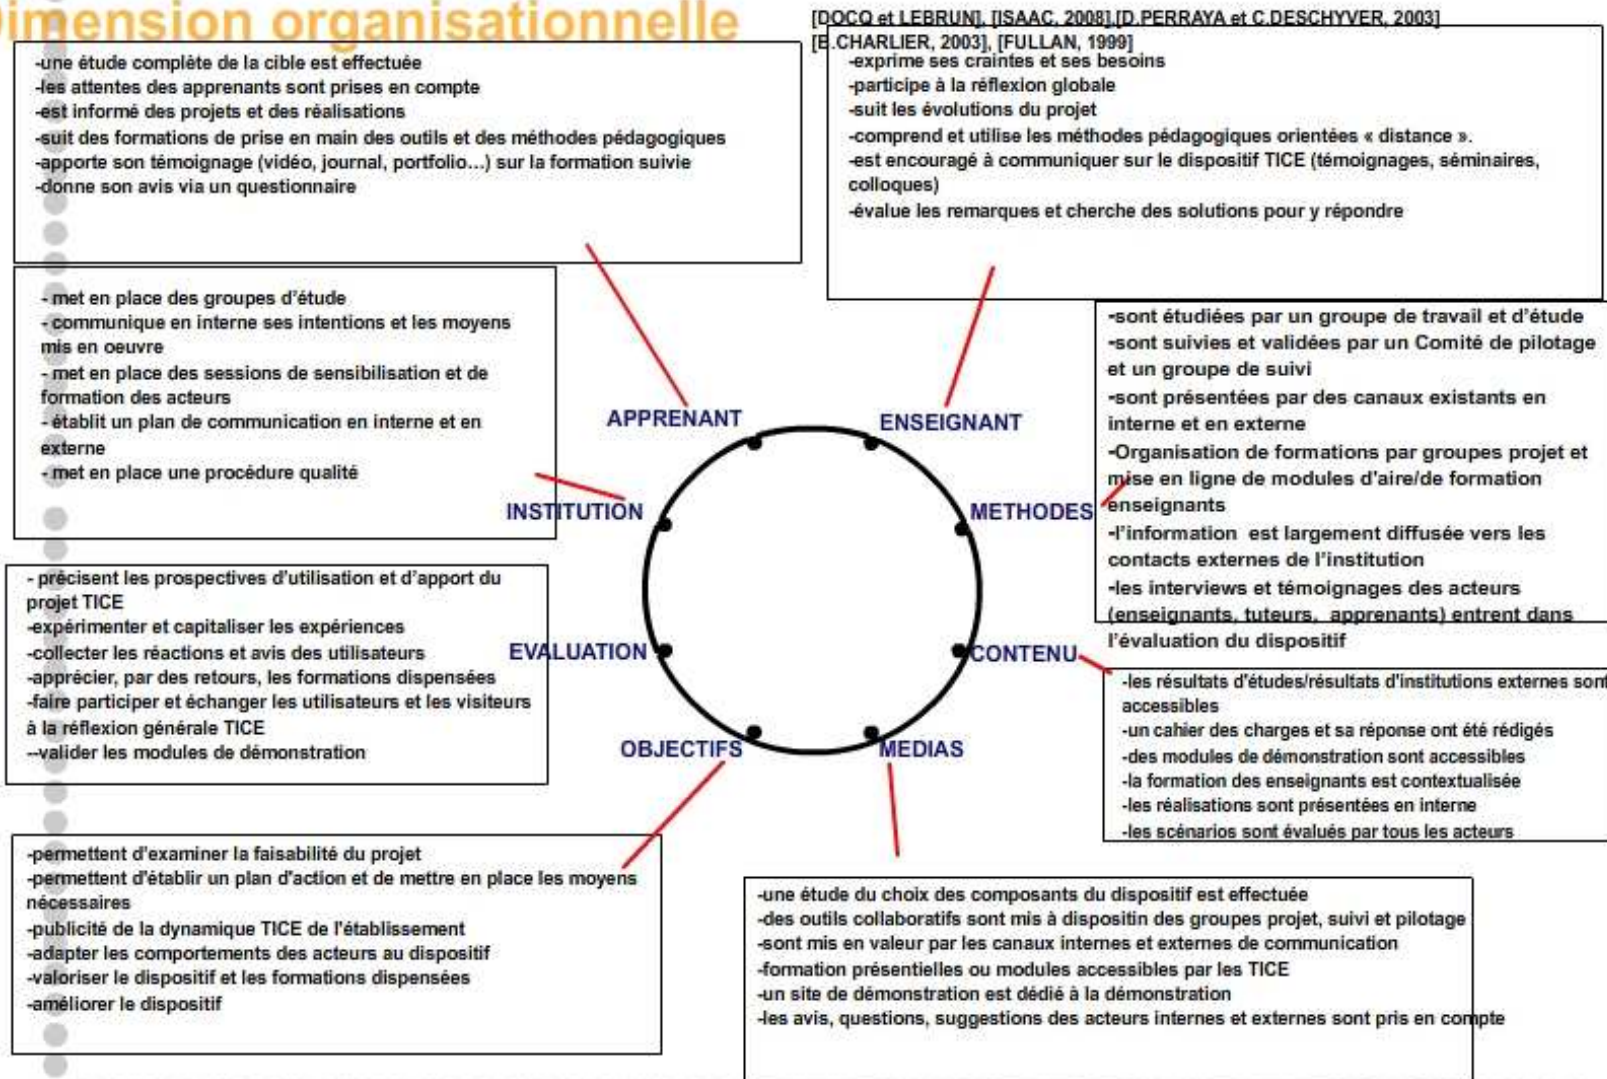 Dimension organisationnelle
[DOCQ et LEBRUN], [ISAAC, 2008],[D.PERRAYA et C.DESCHYVER, 2003]
[B.CHARLIER, 2003], [FULLAN, 1999]
-une étude complète de la cible est effectuée
-les attentes des apprenants sont prises en compte
-est informé des projets et des réalisations
-suit des formations de prise en main des outils et des méthodes pédagogiques
-apporte son témoignage (vidéo, journal, portfolio...) sur la formation suivie
-donne son avis via un questionnaire
-exprime ses craintes et ses besoins
-participe à la réflexion globale
-suit les évolutions du projet
-comprend et utilise les méthodes pédagogiques orientées « distance ».
-est encouragé à communiquer sur le dispositif TICE (témoignages, séminaires,
colloques)
-évalue les remarques et cherche des solutions pour y répondre
- met en place des groupes d'étude
- communique en interne ses intentions et les moyens
mis en oeuvre
- met en place des sessions de sensibilisation et de
formation des acteurs
- établit un plan de communication en interne et en
externe
- met en place une procédure qualité
-sont étudiées par un groupe de travail et d'étude
-sont suivies et validées par un Comité de pilotage
et un groupe de suivi
-sont présentées par des canaux existants en
interne et en externe
-Organisation de formations par groupes projet et
mise en ligne de modules d'aire/de formation
enseignants
-l'information est largement diffusée vers les
contacts externes de l'institution
-les interviews et témoignages des acteurs
(enseignants, tuteurs, apprenants) entrent dans
l'évaluation du dispositif
APPRENANT
ENSEIGNANT
INSTITUTION
METHODES
EVALUATION
CONTENU
OBJECTIFS
MEDIAS
- précisent les prospectives d'utilisation et d'apport du
projet TICE
-expérimenter et capitaliser les expériences
-collecter les réactions et avis des utilisateurs
-apprécier, par des retours, les formations dispensées
-faire participer et échanger les utilisateurs et les visiteurs
à la réflexion générale TICE
--valider les modules de démonstration
-les résultats d'études/résultats d'institutions externes sont
accessibles
-un cahier des charges et sa réponse ont été rédigés
-des modules de démonstration sont accessibles
-la formation des enseignants est contextualisée
-les réalisations sont présentées en interne
-les scénarios sont évalués par tous les acteurs
-permettent d'examiner la faisabilité du projet
-permettent d'établir un plan d'action et de mettre en place les moyens
nécessaires
-publicité de la dynamique TICE de l'établissement
-adapter les comportements des acteurs au dispositif
-valoriser le dispositif et les formations dispensées
-améliorer le dispositif
-une étude du choix des composants du dispositif est effectuée
-des outils collaboratifs sont mis à dispositin des groupes projet, suivi et pilotage
-sont mis en valeur par les canaux internes et externes de communication
-formation présentielles ou modules accessibles par les TICE
-un site de démonstration est dédié à la démonstration
-les avis, questions, suggestions des acteurs internes et externes sont pris en compte